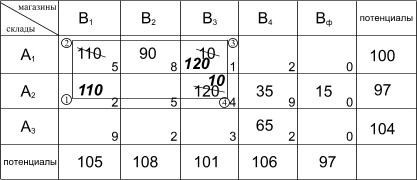 магазины
склады
B1 B2 B3 B4 Bф потенциалы
② ③
A1 110 5 90 8 10 120 1 2 0 100
A2 110 2 5 120 10 4 35 9 15 0 97
① ④
A3 9 2 3 65 2 0 104
потенциалы 105 108 101 106 97